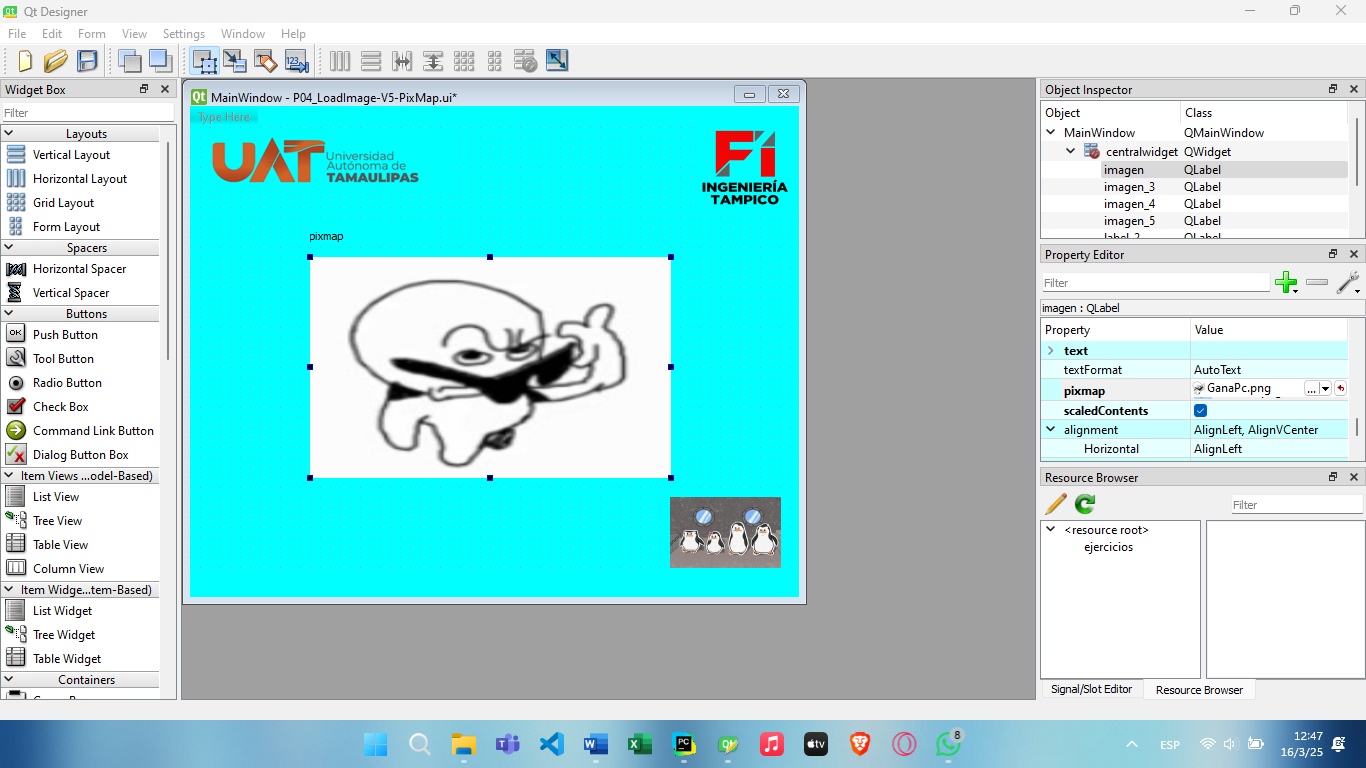 Qt Designer
File Edit Form View Settings Window Help
Widget Box
Filter
Layouts
Vertical Layout
Horizontal Layout
Grid Layout
Form Layout
Spacers
Horizontal Spacer
Vertical Spacer
Buttons
OK Push Button
Tool Button
Radio Button
Check Box
Command Link Button
Dialog Button Box
Item Views ...odel-Based)
List View
Tree View
Table View
Column View
Item Widge...tem-Based)
List Widget
Tree Widget
Table Widget
Containers
Qt MainWindow - P04_LoadImage-V5-PixMap.ui*
Type Here
UAT
Universidad
Autónoma de
TAMAULIPAS
FI
INGENIERÍA
TAMPICO
pixmap
Object Inspector
Object Class
MainWindow QMainWindow
centralwidget QWidget
imagen QLabel
imagen_3 QLabel
imagen_4 QLabel
imagen_5 QLabel
label_2 QLabel
Property Editor
Filter
imagen : QLabel
Property Value
text
textFormat AutoText
pixmap GanaPc.png ...
scaledContents
alignment AlignLeft, AlignVCenter
Horizontal AlignLeft
Resource Browser
Filter
<resource root>
ejercicios
Signal/Slot Editor Resource Browser
8
ESP
12:47
16/3/25